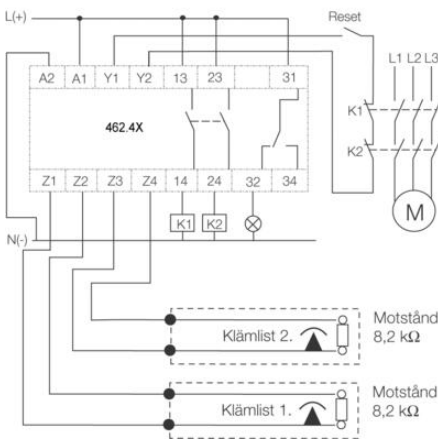 L(+)
Reset
A2 A1 Y1 Y2 13 23 31
L1 L2 L3
462.4X
K1
K2
Z1 Z2 Z3 Z4 14 24 32 34
K1 K2
M
N(-)
Klämlist 2.
Motstånd
8,2 kΩ
Klämlist 1.
Motstånd
8,2 kΩ